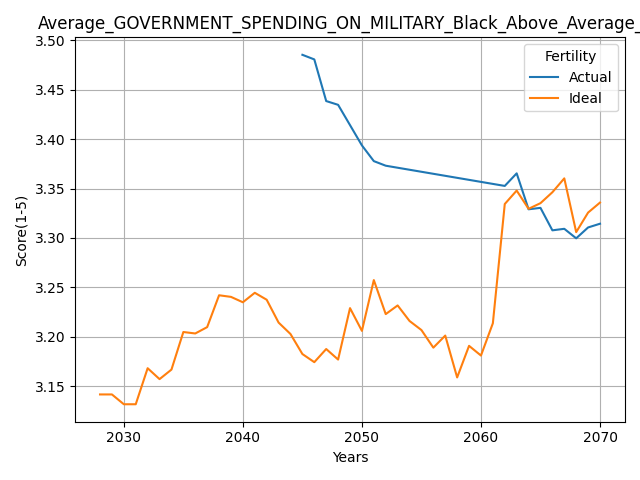 Average_GOVERNMENT_SPENDING_ON_MILITARY_Black_Above_Average_
3.50
3.45
3.40
3.35
3.30
3.25
3.20
3.15
Score(1-5)
Fertility
Actual
Ideal
2030
2040
2050
2060
2070
Years